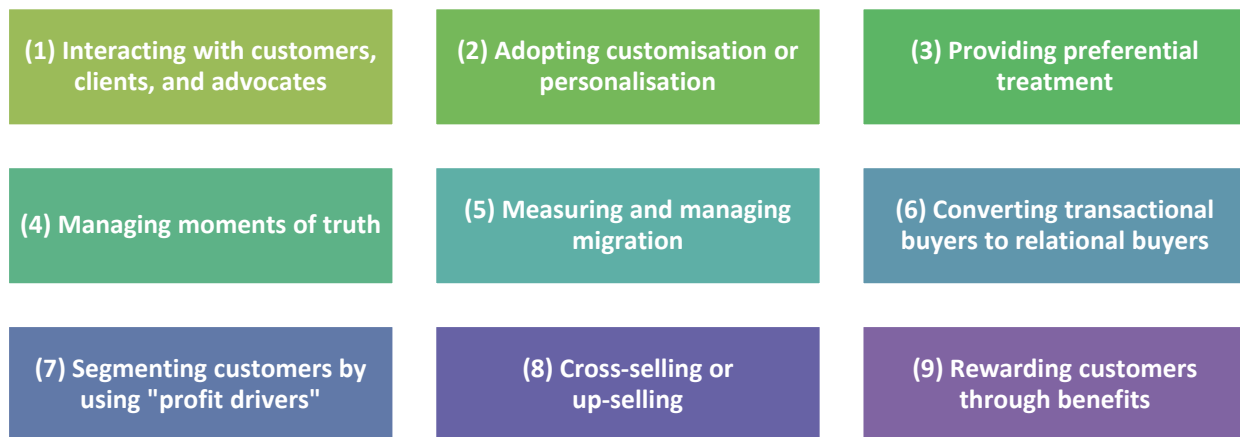 (1) Interacting with customers,
clients, and advocates
(2) Adopting customisation or
personalisation
(3) Providing preferential
treatment
(4) Managing moments of truth
(5) Measuring and managing
migration
(6) Converting transactional
buyers to relational buyers
(7) Segmenting customers by
using "profit drivers"
(8) Cross-selling or
up-selling
(9) Rewarding customers
through benefits